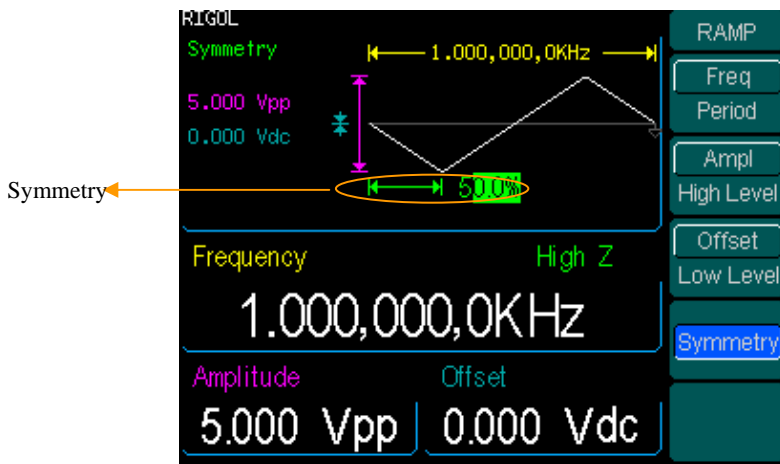 RIGOL
Symmetry
1.000,000,0KHz
5.000 Vpp
0.000 Vdc
Symmetry
50.0%
Frequency
High Z
1.000,000,0KHz
Amplitude
Offset
5.000 Vpp
0.000 Vdc
RAMP
Freq
Period
Ampl
High Level
Offset
Low Level
Symmetry